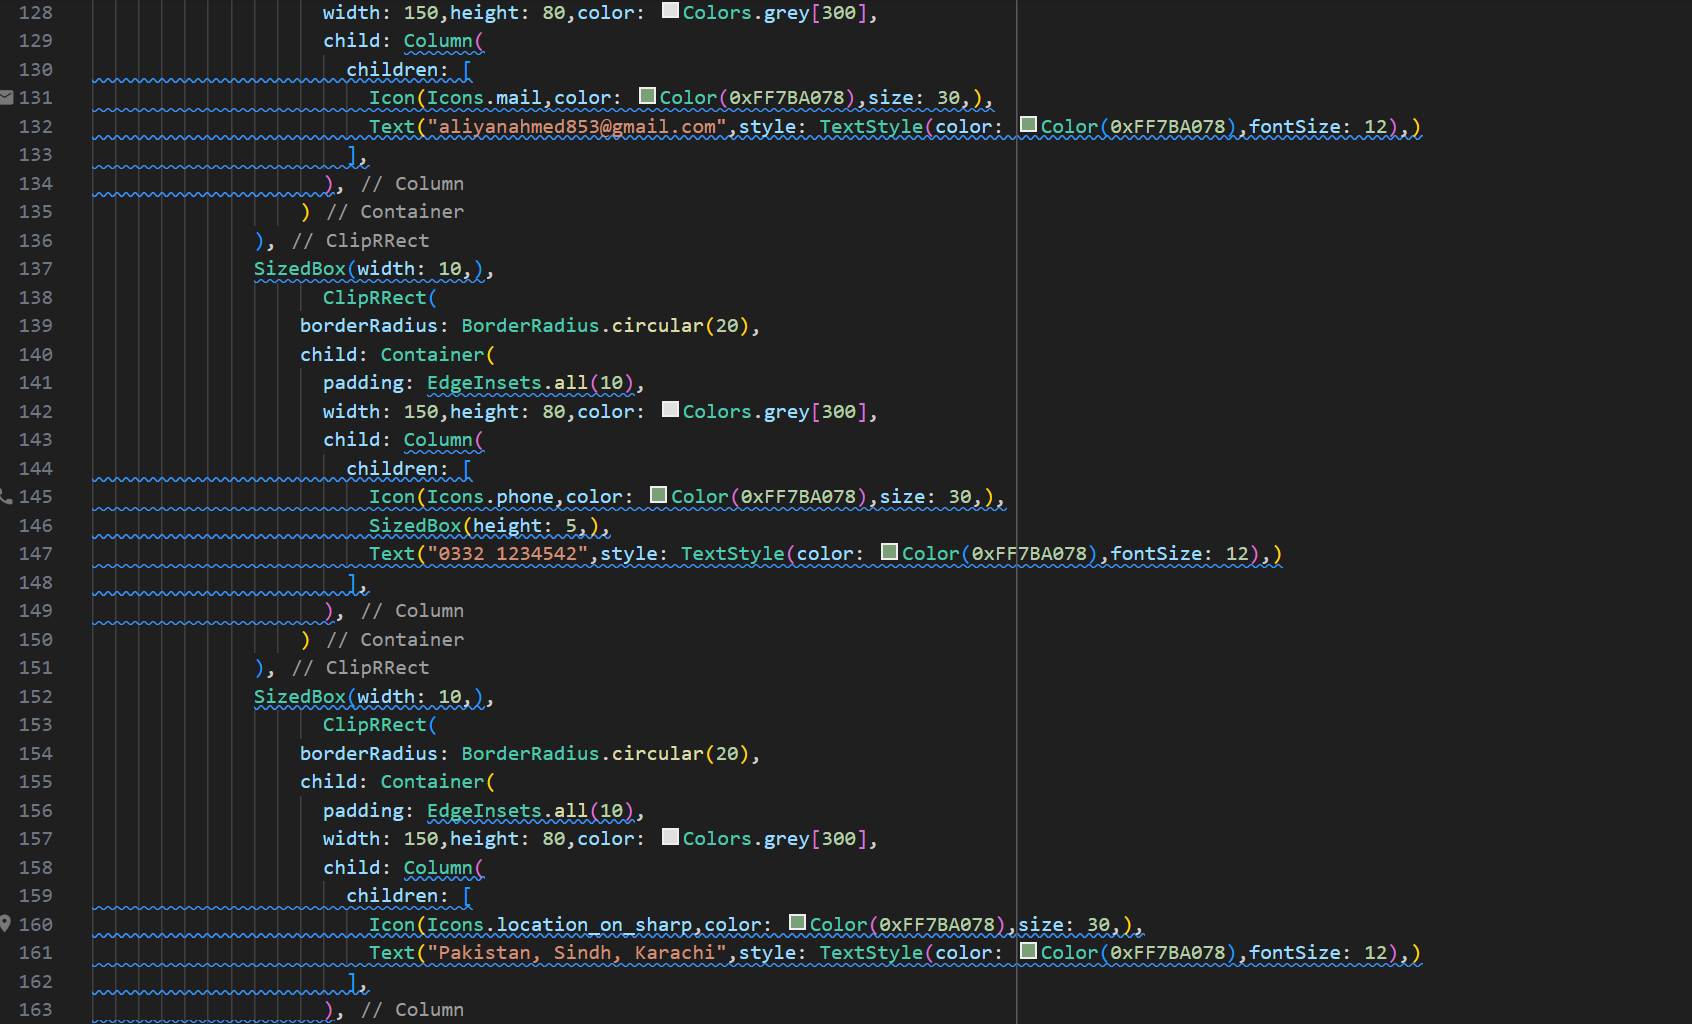 128 width: 150,height: 80,color: Colors.grey[300],
129 child: Column(
130 children: [
131 Icon(Icons.mail,color: Color(0xFF7BA078),size: 30,),
132 Text("aliyanahmed853@gmail.com",style: TextStyle(color: Color(0xFF7BA078),fontSize: 12),)
133 ],
134 ), // Column
135 ) // Container
136 ), // ClipRRect
137 SizedBox(width: 10,),
138 ClipRRect(
139 borderRadius: BorderRadius.circular(20),
140 child: Container(
141 padding: EdgeInsets.all(10),
142 width: 150,height: 80,color: Colors.grey[300],
143 child: Column(
144 children: [
145 Icon(Icons.phone,color: Color(0xFF7BA078),size: 30,),
146 SizedBox(height: 5,),
147 Text("0332 1234542",style: TextStyle(color: Color(0xFF7BA078),fontSize: 12),)
148 ],
149 ), // Column
150 ) // Container
151 ), // ClipRRect
152 SizedBox(width: 10,),
153 ClipRRect(
154 borderRadius: BorderRadius.circular(20),
155 child: Container(
156 padding: EdgeInsets.all(10),
157 width: 150,height: 80,color: Colors.grey[300],
158 child: Column(
159 children: [
160 Icon(Icons.location_on_sharp,color: Color(0xFF7BA078),size: 30,),
161 Text("Pakistan, Sindh, Karachi",style: TextStyle(color: Color(0xFF7BA078),fontSize: 12),)
162 ],
163 ), // Column